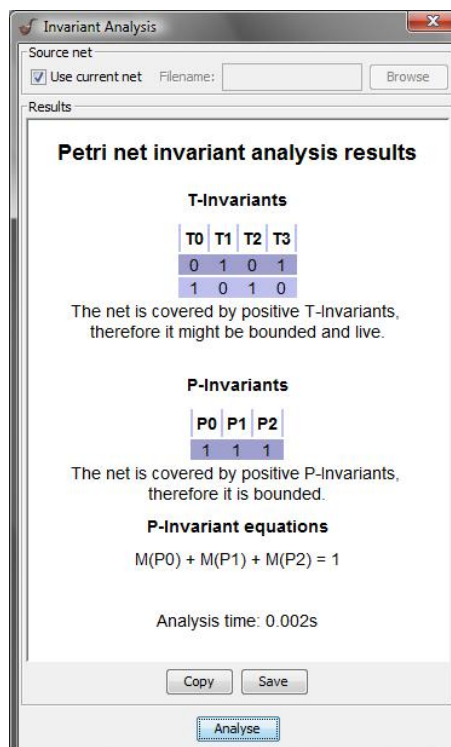 Invariant Analysis
Source net
Use current net Filename: Browse
Results
Petri net invariant analysis results
T-Invariants
T0 T1 T2 T3
0 1 0 1
1 0 1 0
The net is covered by positive T-Invariants,
therefore it might be bounded and live.
P-Invariants
P0 P1 P2
1 1 1
The net is covered by positive P-Invariants,
therefore it is bounded.
P-Invariant equations
M(P0) + M(P1) + M(P2) = 1
Analysis time: 0.002s
Copy Save
Analyse